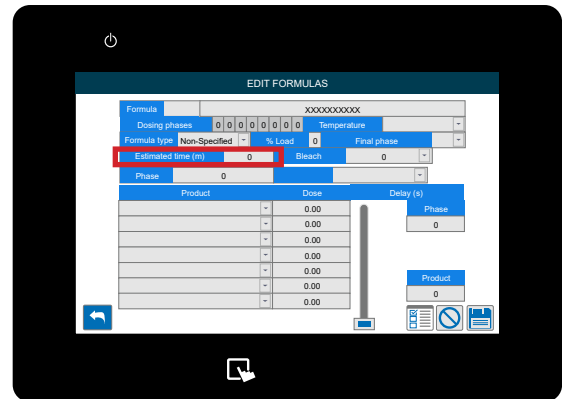 EDIT FORMULAS
Formula XXXXXXXXXX
Dosing phases 0 0 0 0 0 0 0 0 Temperature
Formula type Non-Specified % Load 0 Final phase
Estimated time (m) 0 Bleach 0
Phase 0
Product Dose Delay (s)
0.00 Phase
0.00 0
0.00
0.00
0.00 Product
0.00 0
0.00